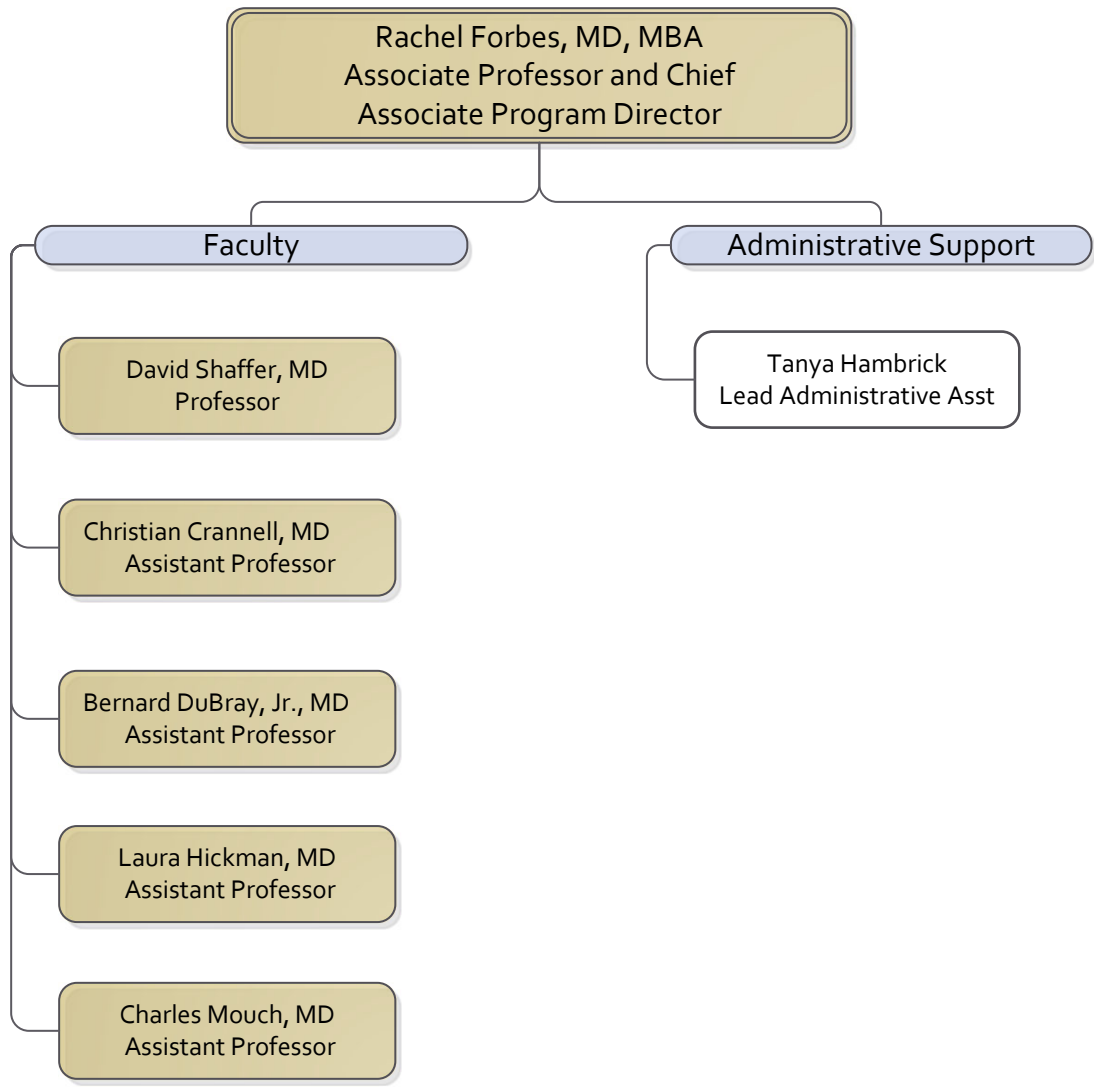 Rachel Forbes, MD, MBA
Associate Professor and Chief
Associate Program Director
Faculty
Administrative Support
David Shaffer, MD
Professor
Tanya Hambrick
Lead Administrative Asst
Christian Crannell, MD
Assistant Professor
Bernard DuBray, Jr., MD
Assistant Professor
Laura Hickman, MD
Assistant Professor
Charles Mouch, MD
Assistant Professor